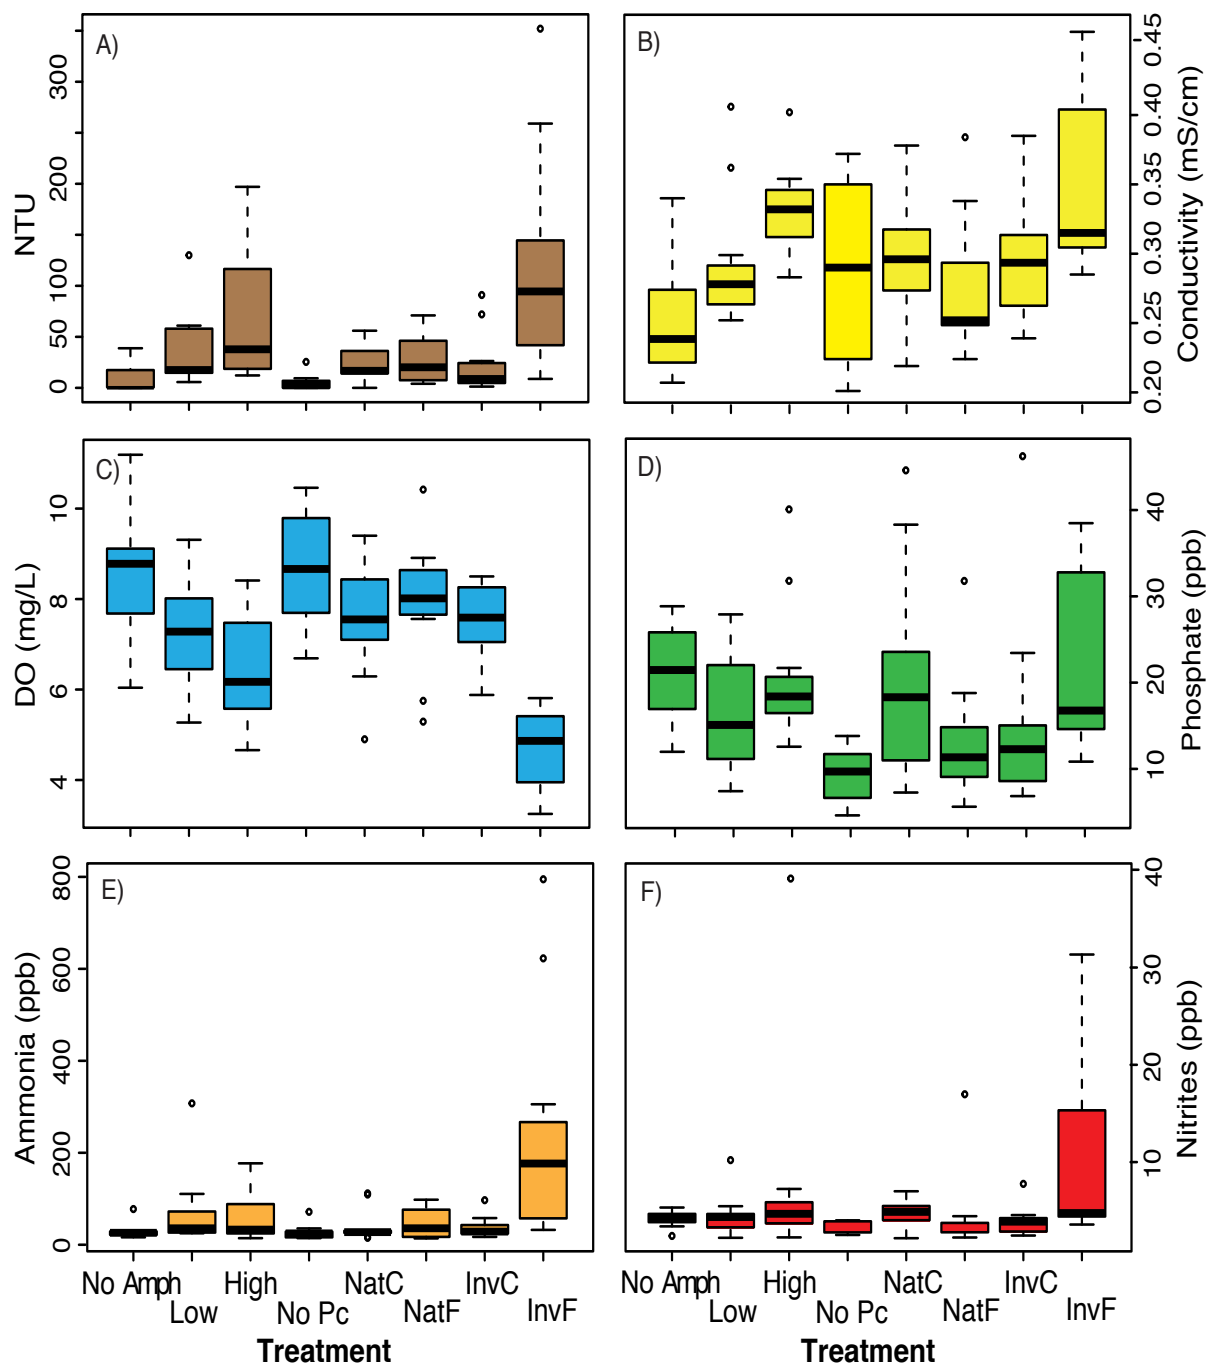 A)
NTU
0
50
100
200
300
B)
Conductivity (mS/cm)
0.20
0.25
0.30
0.35
0.40
0.45
C)
DO (mg/L)
4
6
8
10
D)
Phosphate (ppb)
10
20
30
40
E)
Ammonia (ppb)
0
200
400
600
800
F)
Nitrites (ppb)
10
20
30
40
No Amph High NatC InvC
Low No Pc NatF InvF
Treatment
No Amph High NatC InvC
Low No Pc NatF InvF
Treatment